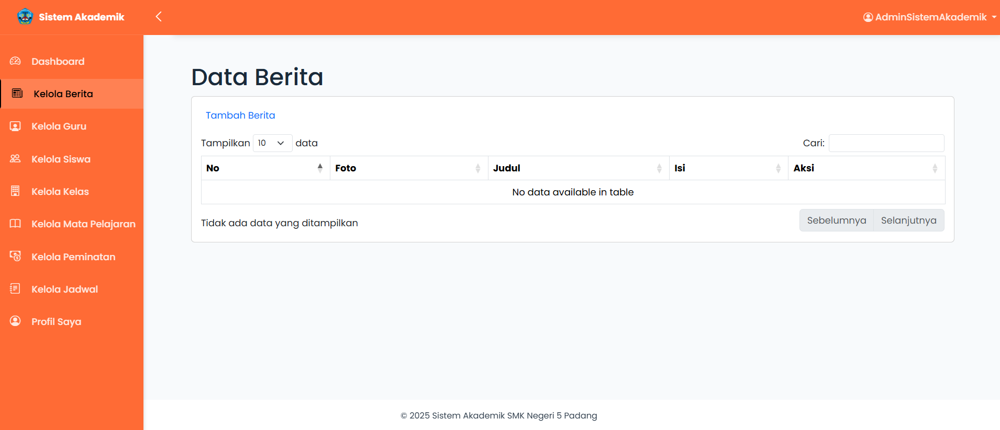 Sistem Akademik
AdminSistemAkademik
Dashboard
Kelola Berita
Kelola Guru
Kelola Siswa
Kelola Kelas
Kelola Mata Pelajaran
Kelola Peminatan
Kelola Jadwal
Profil Saya
Data Berita
Tambah Berita
Tampilkan 10 data
Cari:
No Foto Judul Isi Aksi
No data available in table
Tidak ada data yang ditampilkan
Sebelumnya Selanjutnya
© 2025 Sistem Akademik SMK Negeri 5 Padang